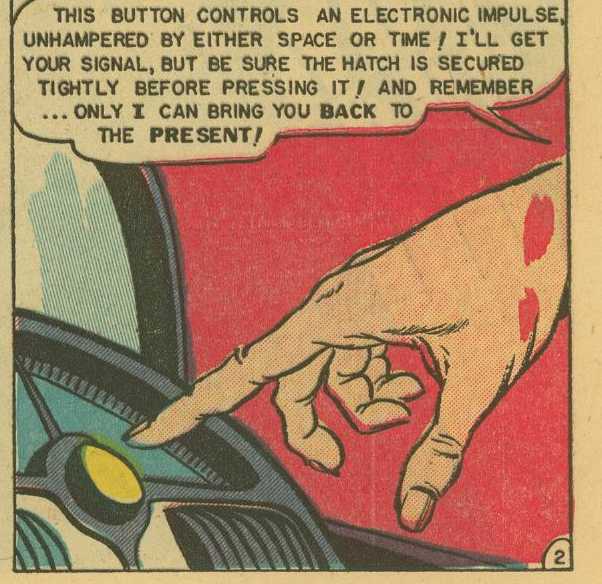 THIS BUTTON CONTROLS AN ELECTRONIC IMPULSE,
UNHAMPERED BY EITHER SPACE OR TIME! I'LL GET
YOUR SIGNAL, BUT BE SURE THE HATCH IS SECURED
TIGHTLY BEFORE PRESSING IT! AND REMEMBER
...ONLY I CAN BRING YOU BACK TO
THE PRESENT!
2